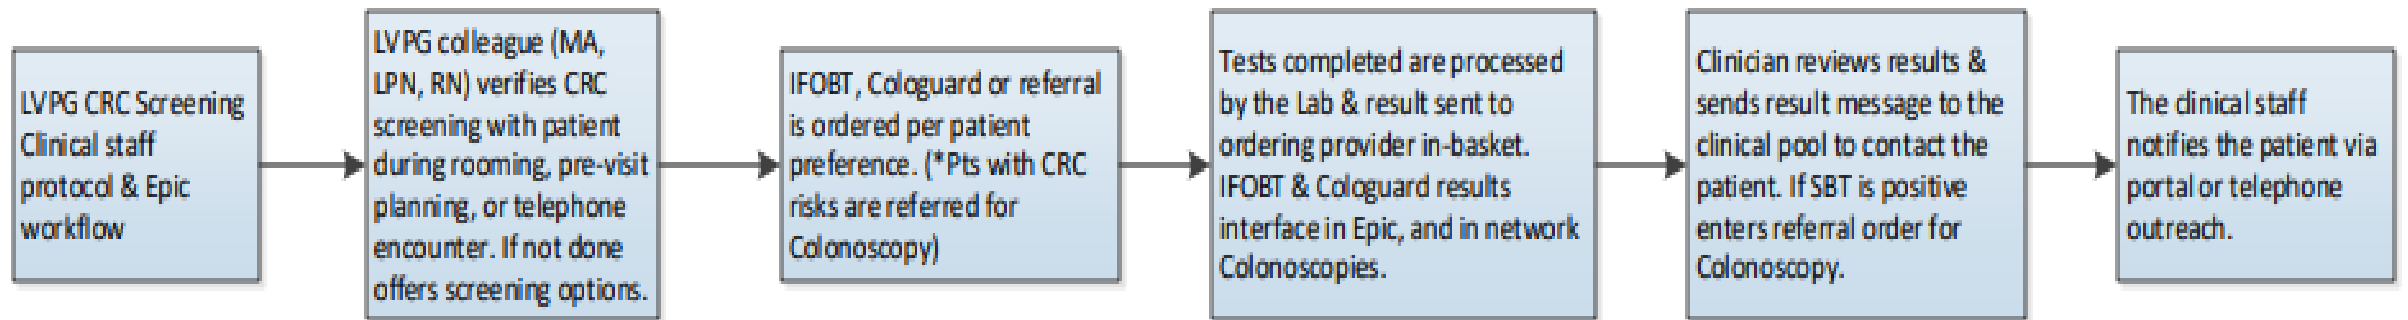 LVPG CRC Screening
Clinical staff
protocol & Epic
workflow
LVPG colleague (MA,
LPN, RN) verifies CRC
screening with patient
during rooming, pre-visit
planning, or telephone
encounter. If not done
offers screening options.
IFOBT, Cologuard or referral
is ordered per patient
preference. (*Pts with CRC
risks are referred for
Colonoscopy)
Tests completed are processed
by the Lab & result sent to
ordering provider in-basket.
IFOBT & Cologuard results
interface in Epic, and in network
Colonoscopies.
Clinician reviews results &
sends result message to the
clinical pool to contact the
patient. If SBT is positive
enters referral order for
Colonoscopy.
The clinical staff
notifies the patient via
portal or telephone
outreach.